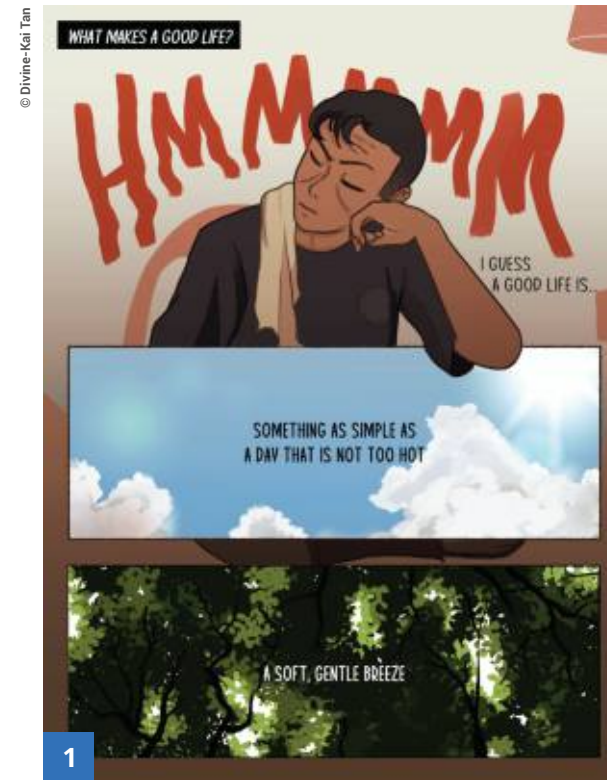 © Divine-Kai Tan
WHAT MAKES A GOOD LIFE?
HMMMMMM
I GUESS
A GOOD LIFE IS...
SOMETHING AS SIMPLE AS
A DAY THAT IS NOT TOO HOT
A SOFT, GENTLE BREEZE
1